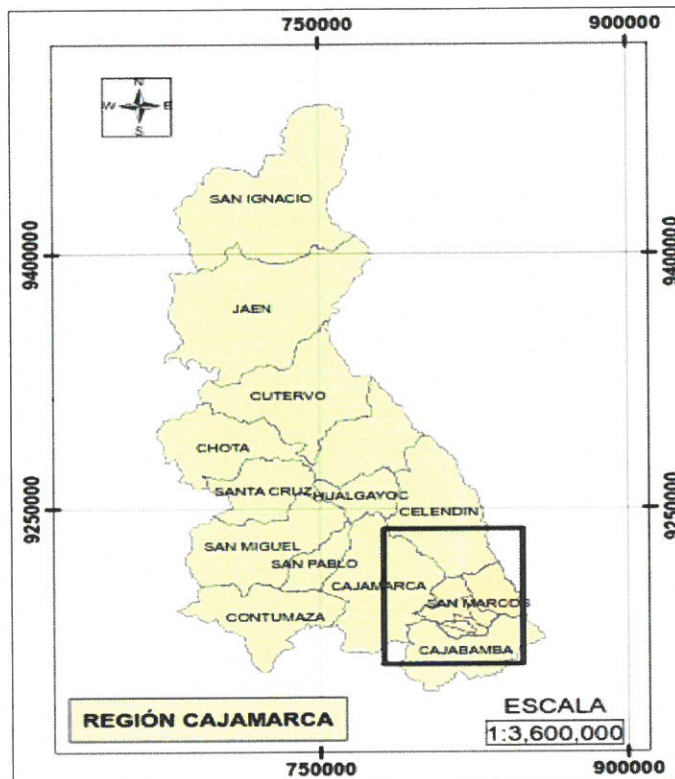 750000 900000
N
W E
S
SAN IGNACIO
9400000 9400000
JAEN
CUTERVO
CHOTA
SANTA CRUZ HUALGAYOC
CELENDIN
9250000 9250000
SAN MIGUEL
SAN PABLO
CAJAMARCA
SAN MARCOS
CONTUMAZA
CAJABAMBA
ESCALA
REGIÓN CAJAMARCA
1:3,600,000
750000 900000